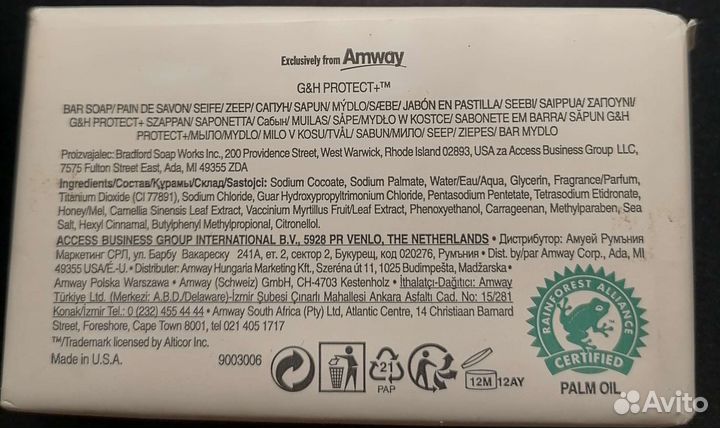 Exclusively from Amway
G&H PROTECT+™
BAR SOAP/ PAIN DE SAVON/ SEIFE/ ZEEP/ САПУН/ SAPUN/ MÝDLO/SÆBE/ JABÓN EN PASTILLA/ SEEBI/ SAIPPUA/ ΣΑΠΟΥΝΙ/
G&H PROTECT+ SZAPPAN/ SAPONETTA/ Сабын/ MUILAS/ SĀPE/MYDŁO W KOSTCE/ SABONETE EM BARRA/ SĂPUN G&H
PROTECT+/МЫЛО/MYDLO/ MILO V KOSU/TVÅL/ SABUN/МИЛО/ SEEP/ ZIEPES/ BAR MYDLO
Proizvajalec: Bradford Soap Works Inc., 200 Providence Street, West Warwick, Rhode Island 02893, USA za Access Business Group LLC,
7575 Fulton Street East, Ada, MI 49355 ZDA
Ingredients/Состав/Құрамы/Склад/Sastojci: Sodium Cocoate, Sodium Palmate, Water/Eau/Aqua, Glycerin, Fragrance/Parfum,
Titanium Dioxide (CI 77891), Sodium Chloride, Guar Hydroxypropyltrimonium Chloride, Pentasodium Pentetate, Tetrasodium Etidronate,
Honey/Mel, Camellia Sinensis Leaf Extract, Vaccinium Myrtillus Fruit/Leaf Extract, Phenoxyethanol, Carrageenan, Methylparaben, Sea
Salt, Hexyl Cinnamal, Butylphenyl Methylpropional, Citronellol.
ACCESS BUSINESS GROUP INTERNATIONAL B.V., 5928 PR VENLO, THE NETHERLANDS • Дистрибутор: Амуей Румъния
Маркетинг СРЛ, ул. Барбу Вакареску 241А, ет. 2, сектор 2, Букурещ, код 020276, Румъния • Dist. by/par Amway Corp., Ada, MI
49355 USA/É.-U. • Distributer: Amway Hungaria Marketing Kft., Szeréna út 11, 1025 Budimpešta, Madžarska •
Amway Polska Warszawa • Amway (Schweiz) GmbH, CH-4703 Kestenholz • İthalatçı-Dağıtıcı: Amway
Türkiye Ltd. (Merkezi: A.B.D./Delaware)-İzmir Şubesi Çınarlı Mahallesi Ankara Asfaltı Cad. No: 15/281
Konak/İzmir Tel.: 0 (232) 455 44 44 • Amway South Africa (Pty) Ltd, Atlantic Centre, 14 Christiaan Barnard
Street, Foreshore, Cape Town 8001, tel 021 405 1717
™/Trademark licensed by Alticor Inc.
Made in U.S.A. 9003006
21
PAP
12M 12AY
RAINFOREST ALLIANCE
CERTIFIED
PALM OIL
Avito